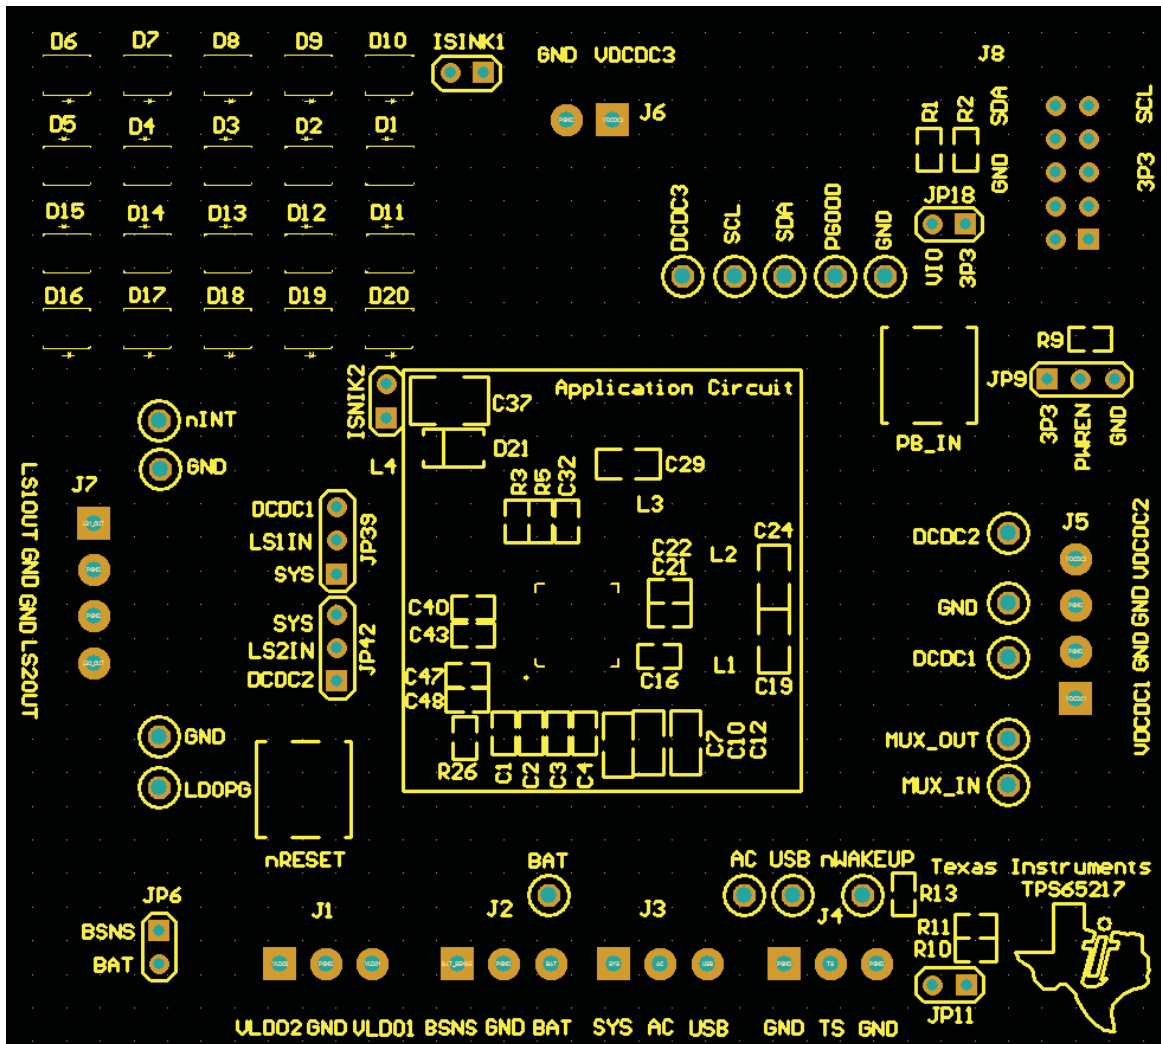 D6 D7 D8 D9 D10 ISINK1
GND VDCDC3 J8
D5 D4 D3 D2 D1
J6
R1 R2 SDA SCL
GND 3P3
D15 D14 D13 D12 D11
JP18
DCDC3 SCL SDA PGOOD GND
VIO 3P3
D16 D17 D18 D19 D20
R9
JP9
3P3 PWREN GND
PB_IN
ISNIK2
Application Circuit
C37
D21
L4
nINT
GND
J7
LS1OUT GND GND LS2OUT
DCDC1
LS1IN
SYS
JP39
SYS
LS2IN
DCDC2
JP42
R3 R5 C32
C29
L3
C24
C22
C21
L2
C40
C43
C47
C48
C16
L1
C19
R26
C1 C2 C3 C4
C7 C10 C12
DCDC2
GND
DCDC1
J5
VDCDC1 GND GND VDCDC2
MUX_OUT
MUX_IN
GND
LDOPG
nRESET
BAT
AC USB nWAKEUP
R13
Texas Instruments
TPS65217
JP6
BSNS
BAT
J1 J2 J3 J4
R11
R10
JP11
VLDO2 GND VLDO1 BSNS GND BAT SYS AC USB GND TS GND